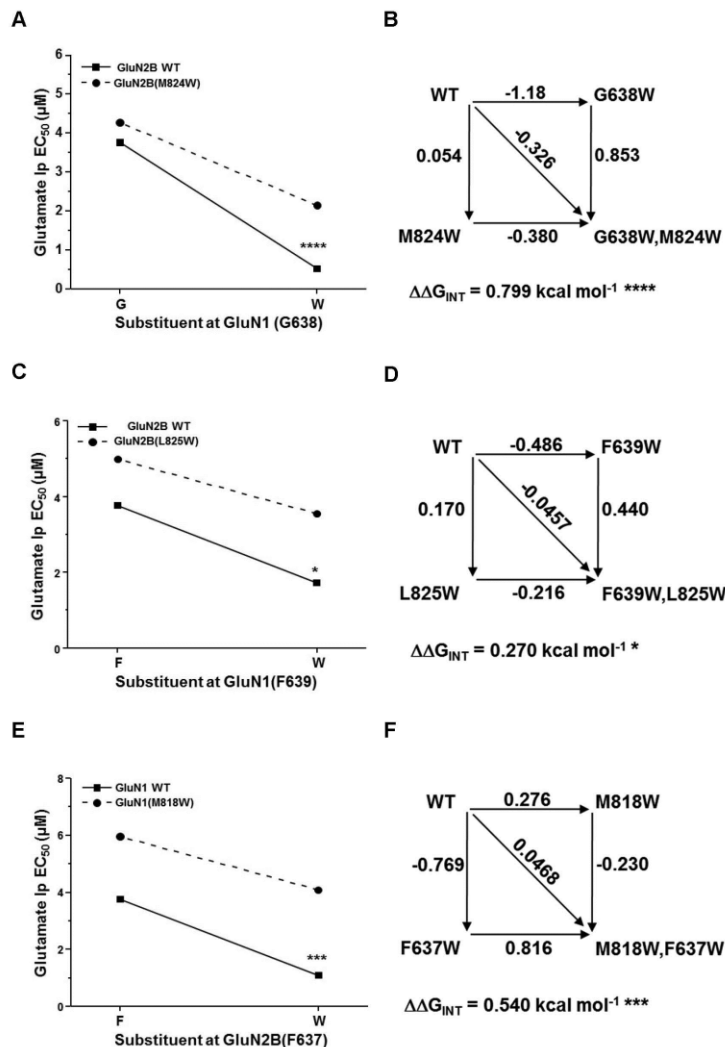 A
GluN2B WT
GluN2B(M824W)
Glutamate Ip EC50 (µM)
6
5
4
3
2
1
0
****
G
W
Substituent at GluN1 (G638)
B
WT
-1.18
G638W
0.054
-0.326
0.853
M824W
-0.380
G638W,M824W
ΔΔGINT = 0.799 kcal mol-1 ****
C
GluN2B WT
GluN2B(L825W)
Glutamate Ip EC50 (µM)
6
4
2
0
*
F
W
Substituent at GluN1(F639)
D
WT
-0.486
F639W
0.170
-0.0457
0.440
L825W
-0.216
F639W,L825W
ΔΔGINT = 0.270 kcal mol-1 *
E
GluN1 WT
GluN1(M818W)
Glutamate Ip EC50 (µM)
8
6
4
2
0
***
F
W
Substituent at GluN2B(F637)
F
WT
0.276
M818W
-0.769
0.0468
-0.230
F637W
0.816
M818W,F637W
ΔΔGINT = 0.540 kcal mol-1 ***